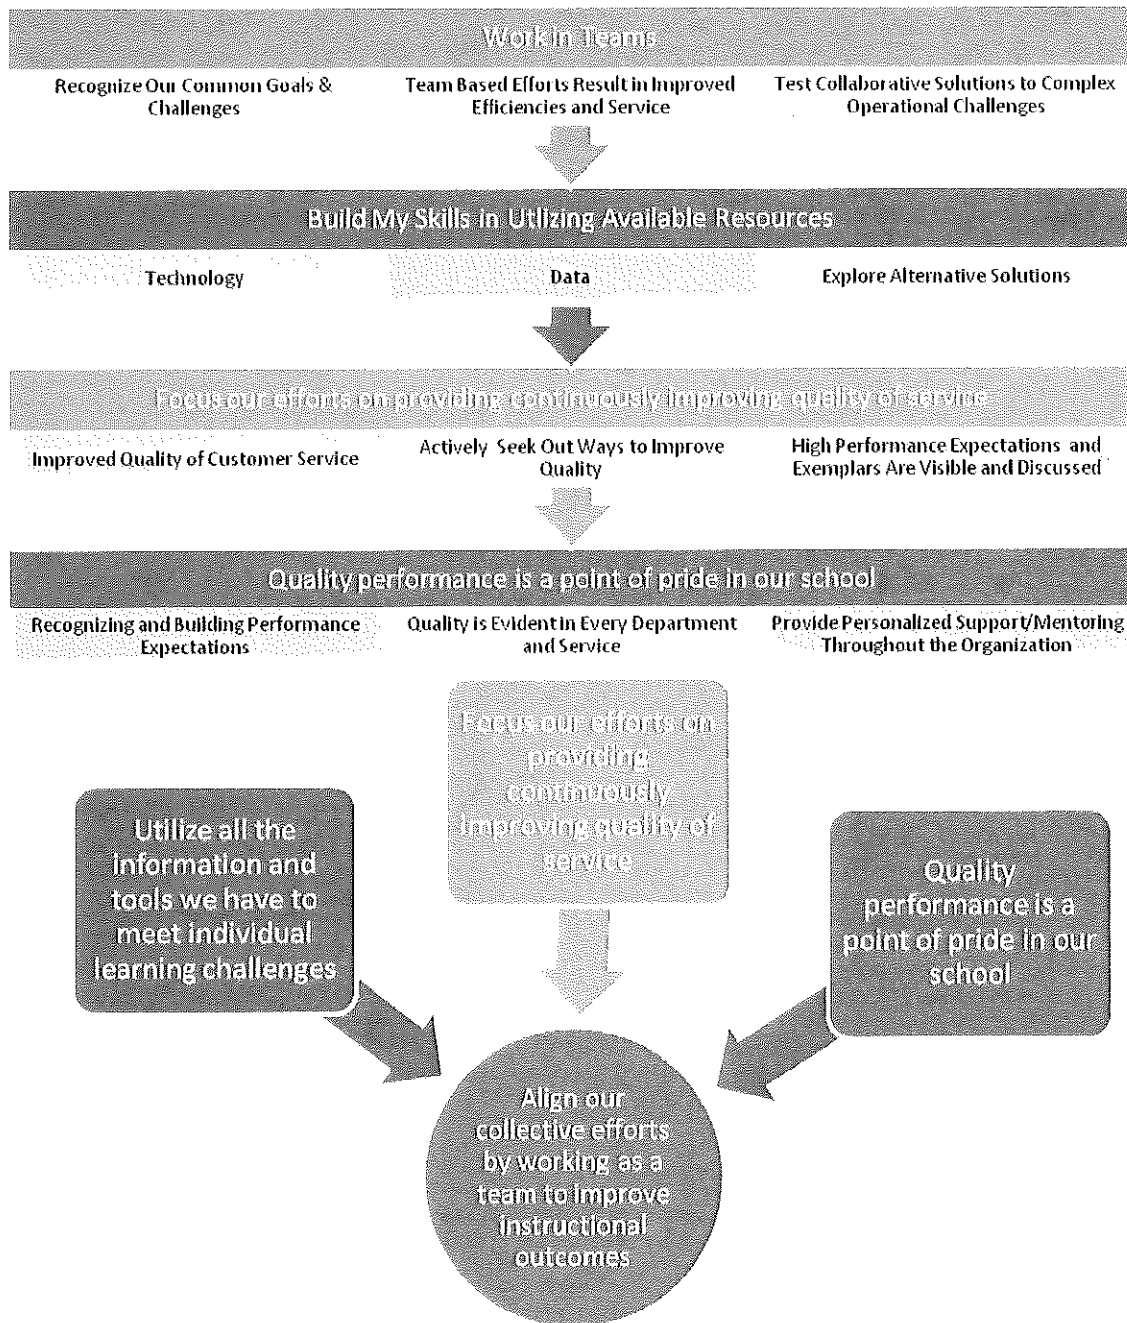 Work in Teams
Recognize Our Common Goals &
Challenges
Team Based Efforts Result in Improved
Efficiencies and Service
Test Collaborative Solutions to Complex
Operational Challenges
Build My Skills in Utlizing Available Resources
Technology
Data
Explore Alternative Solutions
Focus our efforts on providing continuously improving quality of service
Improved Quality of Customer Service
Actively Seek Out Ways to Improve
Quality
High Performance Expectations and
Exemplars Are Visible and Discussed
Quality performance is a point of pride in our school
Recognizing and Building Performance
Expectations
Quality is Evident in Every Department
and Service
Provide Personalized Support/Mentoring
Throughout the Organization
Focus our efforts on
providing
continuously
improving quality of
service
Utilize all the
information and
tools we have to
meet individual
learning challenges
Quality
performance is a
point of pride in our
school
Align our
collective efforts
by working as a
team to improve
instructional
outcomes